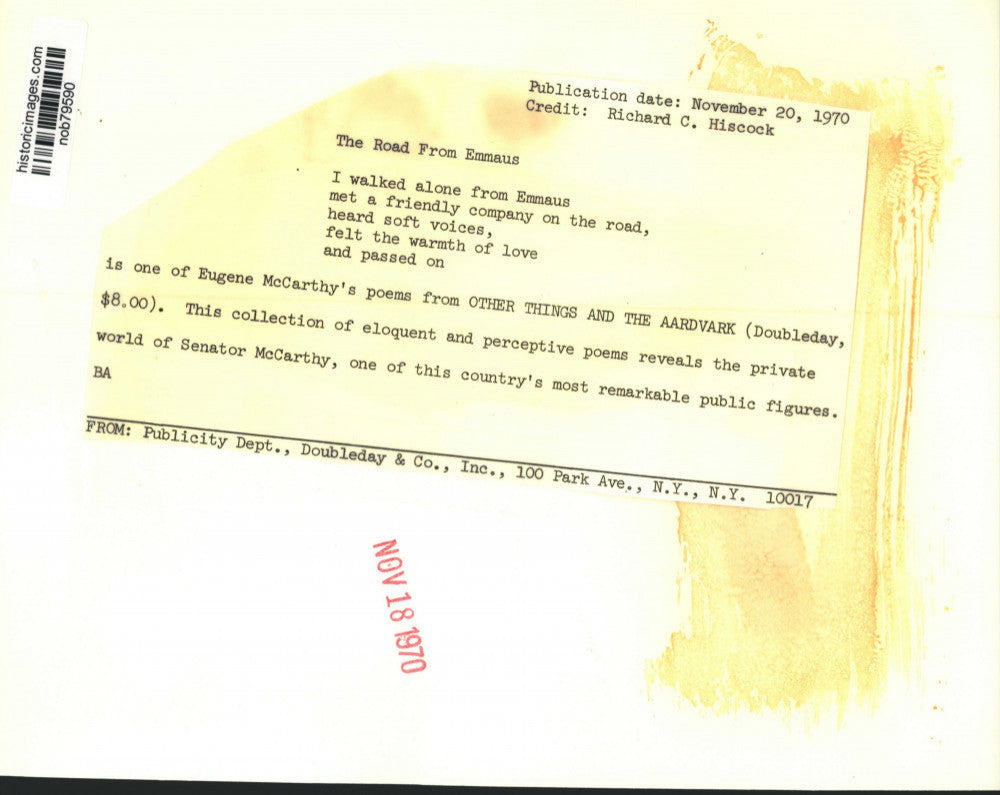 historicimages.com
nob79590
Publication date: November 20, 1970
Credit: Richard C. Hiscock
The Road From Emmaus
I walked alone from Emmaus
met a friendly company on the road,
heard soft voices,
felt the warmth of love
and passed on
is one of Eugene McCarthy's poems from OTHER THINGS AND THE AARDVARK (Doubleday,
$8.00). This collection of eloquent and perceptive poems reveals the private
world of Senator McCarthy, one of this country's most remarkable public figures.
BA
FROM: Publicity Dept., Doubleday & Co., Inc., 100 Park Ave., N.Y., N.Y. 10017
NOV 18 1970